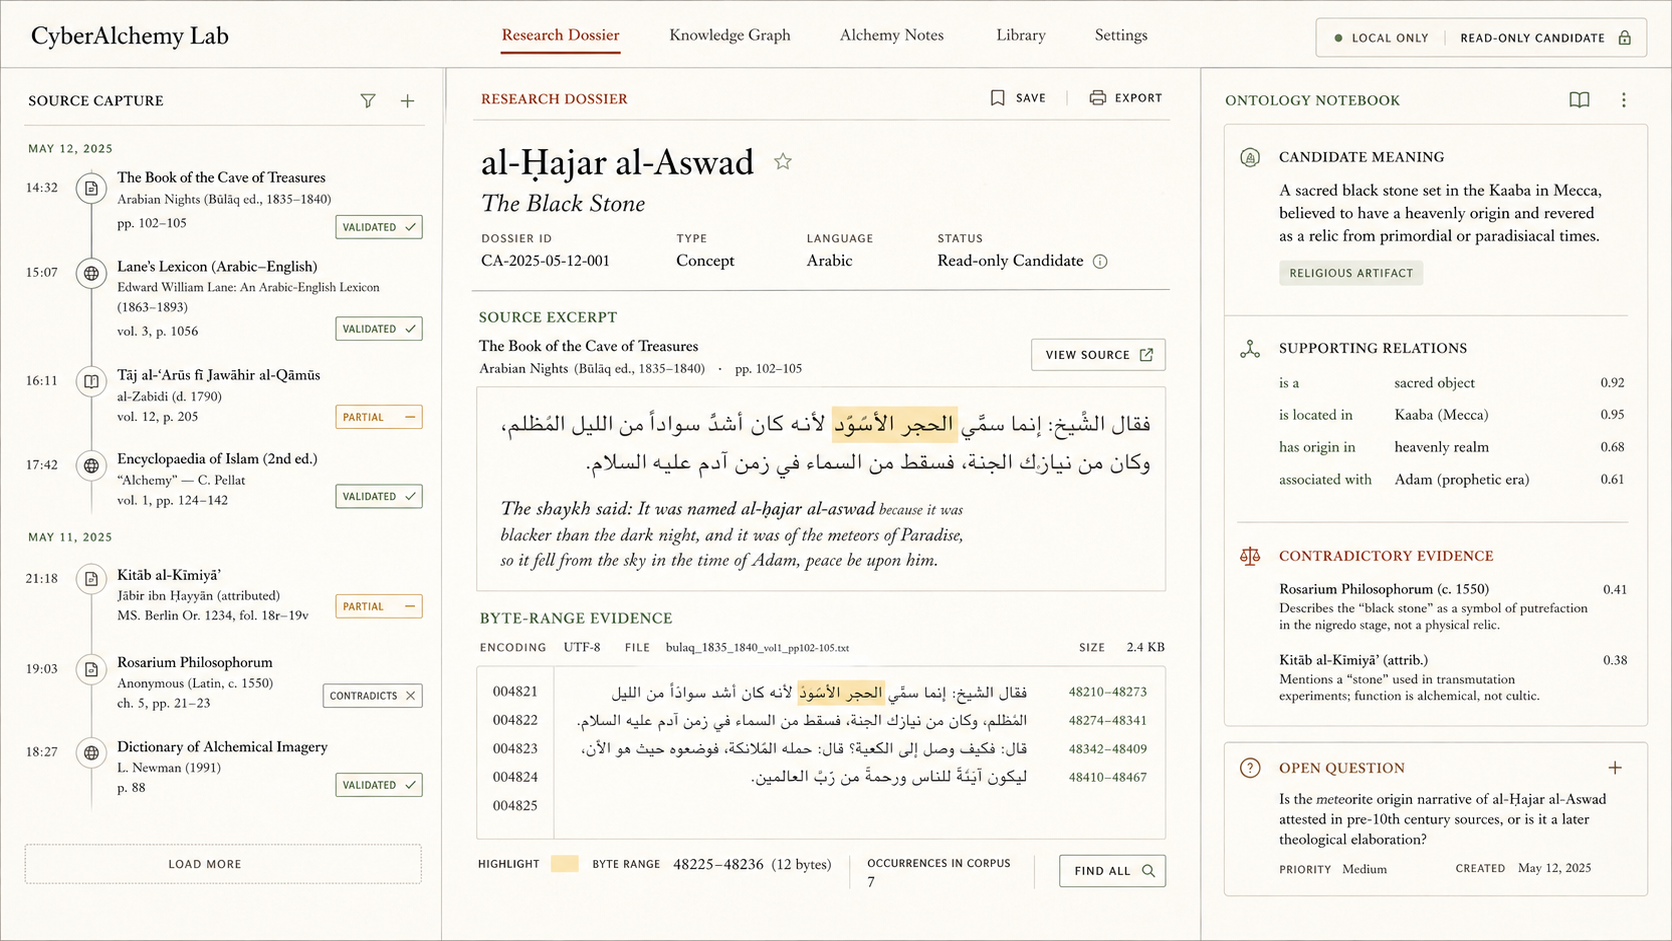 CyberAlchemy Lab
Research Dossier
Knowledge Graph
Alchemy Notes
Library
Settings
LOCAL ONLY
READ-ONLY CANDIDATE
SOURCE CAPTURE
MAY 12, 2025
14:32
The Book of the Cave of Treasures
Arabian Nights (Būlāq ed., 1835–1840)
pp. 102–105
VALIDATED
15:07
Lane's Lexicon (Arabic–English)
Edward William Lane: An Arabic-English Lexicon
(1863–1893)
vol. 3, p. 1056
VALIDATED
16:11
Tāj al-ʻArūs fī Jawāhir al-Qāmūs
al-Zabidi (d. 1790)
vol. 12, p. 205
PARTIAL
17:42
Encyclopaedia of Islam (2nd ed.)
“Alchemy” — C. Pellat
vol. 1, pp. 124–142
VALIDATED
MAY 11, 2025
21:18
Kitāb al-Kīmiyāʼ
Jābir ibn Ḥayyān (attributed)
MS. Berlin Or. 1234, fol. 18r–19v
PARTIAL
19:03
Rosarium Philosophorum
Anonymous (Latin, c. 1550)
ch. 5, pp. 21–23
CONTRADICTS
18:27
Dictionary of Alchemical Imagery
L. Newman (1991)
p. 88
VALIDATED
LOAD MORE
RESEARCH DOSSIER
SAVE
EXPORT
al-Ḥajar al-Aswad
The Black Stone
DOSSIER ID
CA-2025-05-12-001
TYPE
Concept
LANGUAGE
Arabic
STATUS
Read-only Candidate
SOURCE EXCERPT
The Book of the Cave of Treasures
Arabian Nights (Būlāq ed., 1835–1840) · pp. 102–105
VIEW SOURCE
فقال الشَّيخ: إنما سمَّي الحجر الأسَوَّد لأنه كان أشدَّ سواداً من الليل المُظلم،
وكان من نيازك الجنة، فسقط من السماء في زمن آدم عليه السلام.
The shaykh said: It was named al-ḥajar al-aswad because it was
blacker than the dark night, and it was of the meteors of Paradise,
so it fell from the sky in the time of Adam, peace be upon him.
BYTE-RANGE EVIDENCE
ENCODING UTF-8 FILE bulaq_1835_1840_vol1_pp102-105.txt SIZE 2.4 KB
004821 فقال الشيخ: إنما سمَّي الحجر الأسَودَ لأنه كان أشد سواداً من الليل 48210–48273
004822 المُظلم، وكان من نيازك الجنة، فسقط من السماء في زمن آدم عليه السلام. 48274–48341
004823 قال: فكيف وصل إلى الكعبة؟ قال: حمله المَلائكة، فوضعوه حيث هو الآن، 48342–48409
004824 ليكون آيَتَةً للناس ورحمةً من رَبِّ العالمين. 48410–48467
004825
HIGHLIGHT
BYTE RANGE 48225–48236 (12 bytes)
OCCURRENCES IN CORPUS
7
FIND ALL
ONTOLOGY NOTEBOOK
CANDIDATE MEANING
A sacred black stone set in the Kaaba in Mecca,
believed to have a heavenly origin and revered
as a relic from primordial or paradisiacal times.
RELIGIOUS ARTIFACT
SUPPORTING RELATIONS
is a sacred object 0.92
is located in Kaaba (Mecca) 0.95
has origin in heavenly realm 0.68
associated with Adam (prophetic era) 0.61
CONTRADICTORY EVIDENCE
Rosarium Philosophorum (c. 1550) 0.41
Describes the “black stone” as a symbol of putrefaction
in the nigredo stage, not a physical relic.
Kitāb al-Kīmiyāʼ (attrib.) 0.38
Mentions a “stone” used in transmutation
experiments; function is alchemical, not cultic.
OPEN QUESTION
Is the meteorite origin narrative of al-Ḥajar al-Aswad
attested in pre-10th century sources, or is it a later
theological elaboration?
PRIORITY Medium CREATED May 12, 2025